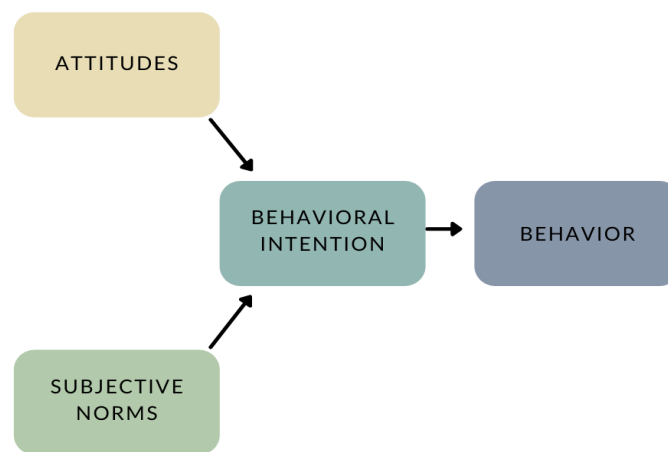 ATTITUDES
BEHAVIORAL
INTENTION
BEHAVIOR
SUBJECTIVE
NORMS